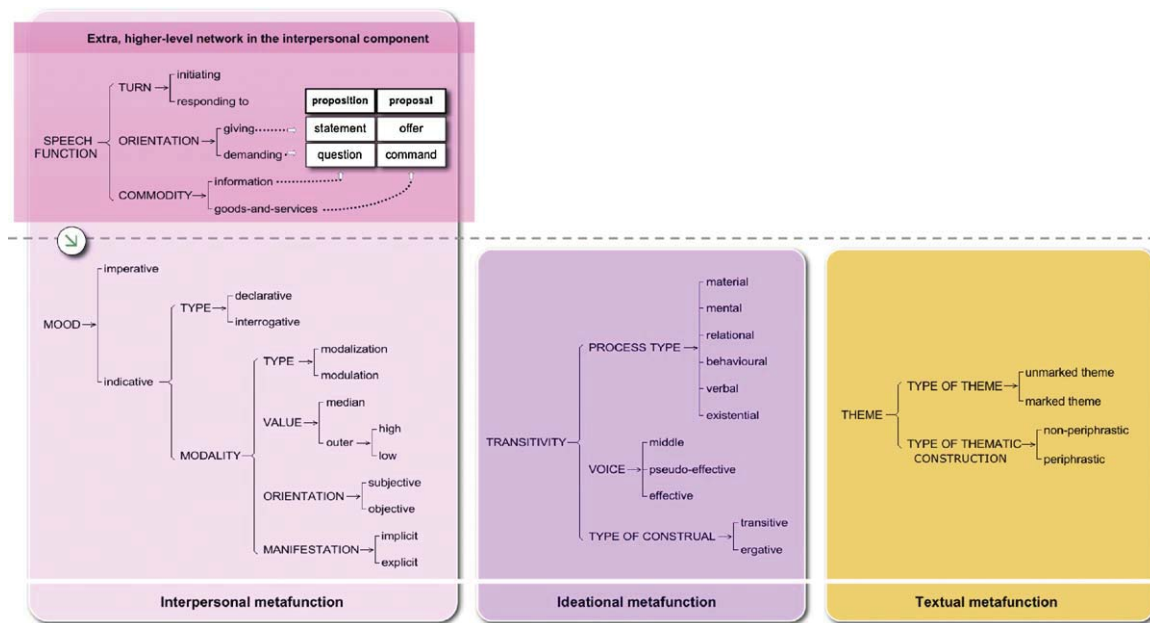 Extra, higher-level network in the interpersonal component
initiating
TURN
responding to
proposition proposal
giving
statement offer
SPEECH
FUNCTION
ORIENTATION
demanding
question command
information
COMMODITY
goods-and-services
imperative
MOOD
indicative
TYPE
declarative
interrogative
MODALITY
TYPE
modalization
modulation
VALUE
median
outer
high
low
ORIENTATION
subjective
objective
MANIFESTATION
implicit
explicit
Interpersonal metafunction
TRANSITIVITY
PROCESS TYPE
material
mental
relational
behavioural
verbal
existential
VOICE
middle
pseudo-effective
effective
TYPE OF CONSTRUAL
transitive
ergative
Ideational metafunction
THEME
TYPE OF THEME
unmarked theme
marked theme
TYPE OF THEMATIC
CONSTRUCTION
non-periphrastic
periphrastic
Textual metafunction